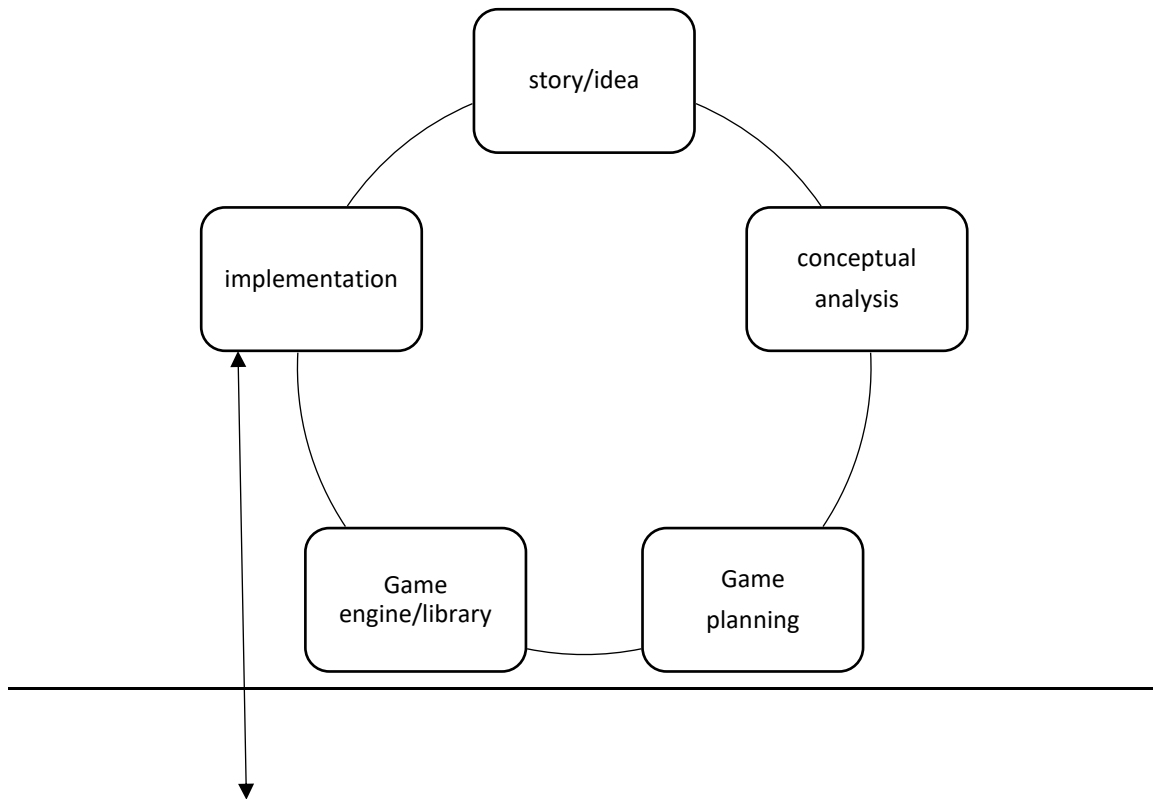 story/idea
conceptual
analysis
Game
planning
Game
engine/library
implementation